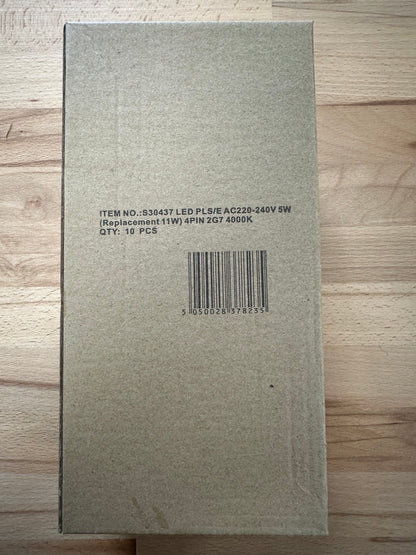 ITEM NO.:S30437 LED PLS/E AC220-240V 5W
(Replacement 11W) 4PIN 2G7 4000K
QTY: 10 PCS
5 050028 378235